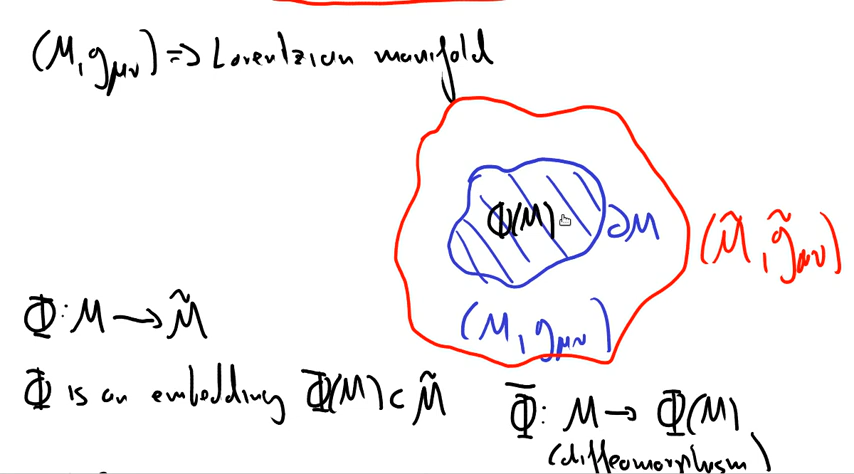 (M, g_μν) ⇒ Lorentzian manifold
Φ(M)
∂M
(M̃, g̃_μν)
(M, g_μν)
Φ: M → M̃
Φ is an embedding Φ(M) ⊂ M̃
Φ̅: M → Φ(M)
(diffeomorphism)